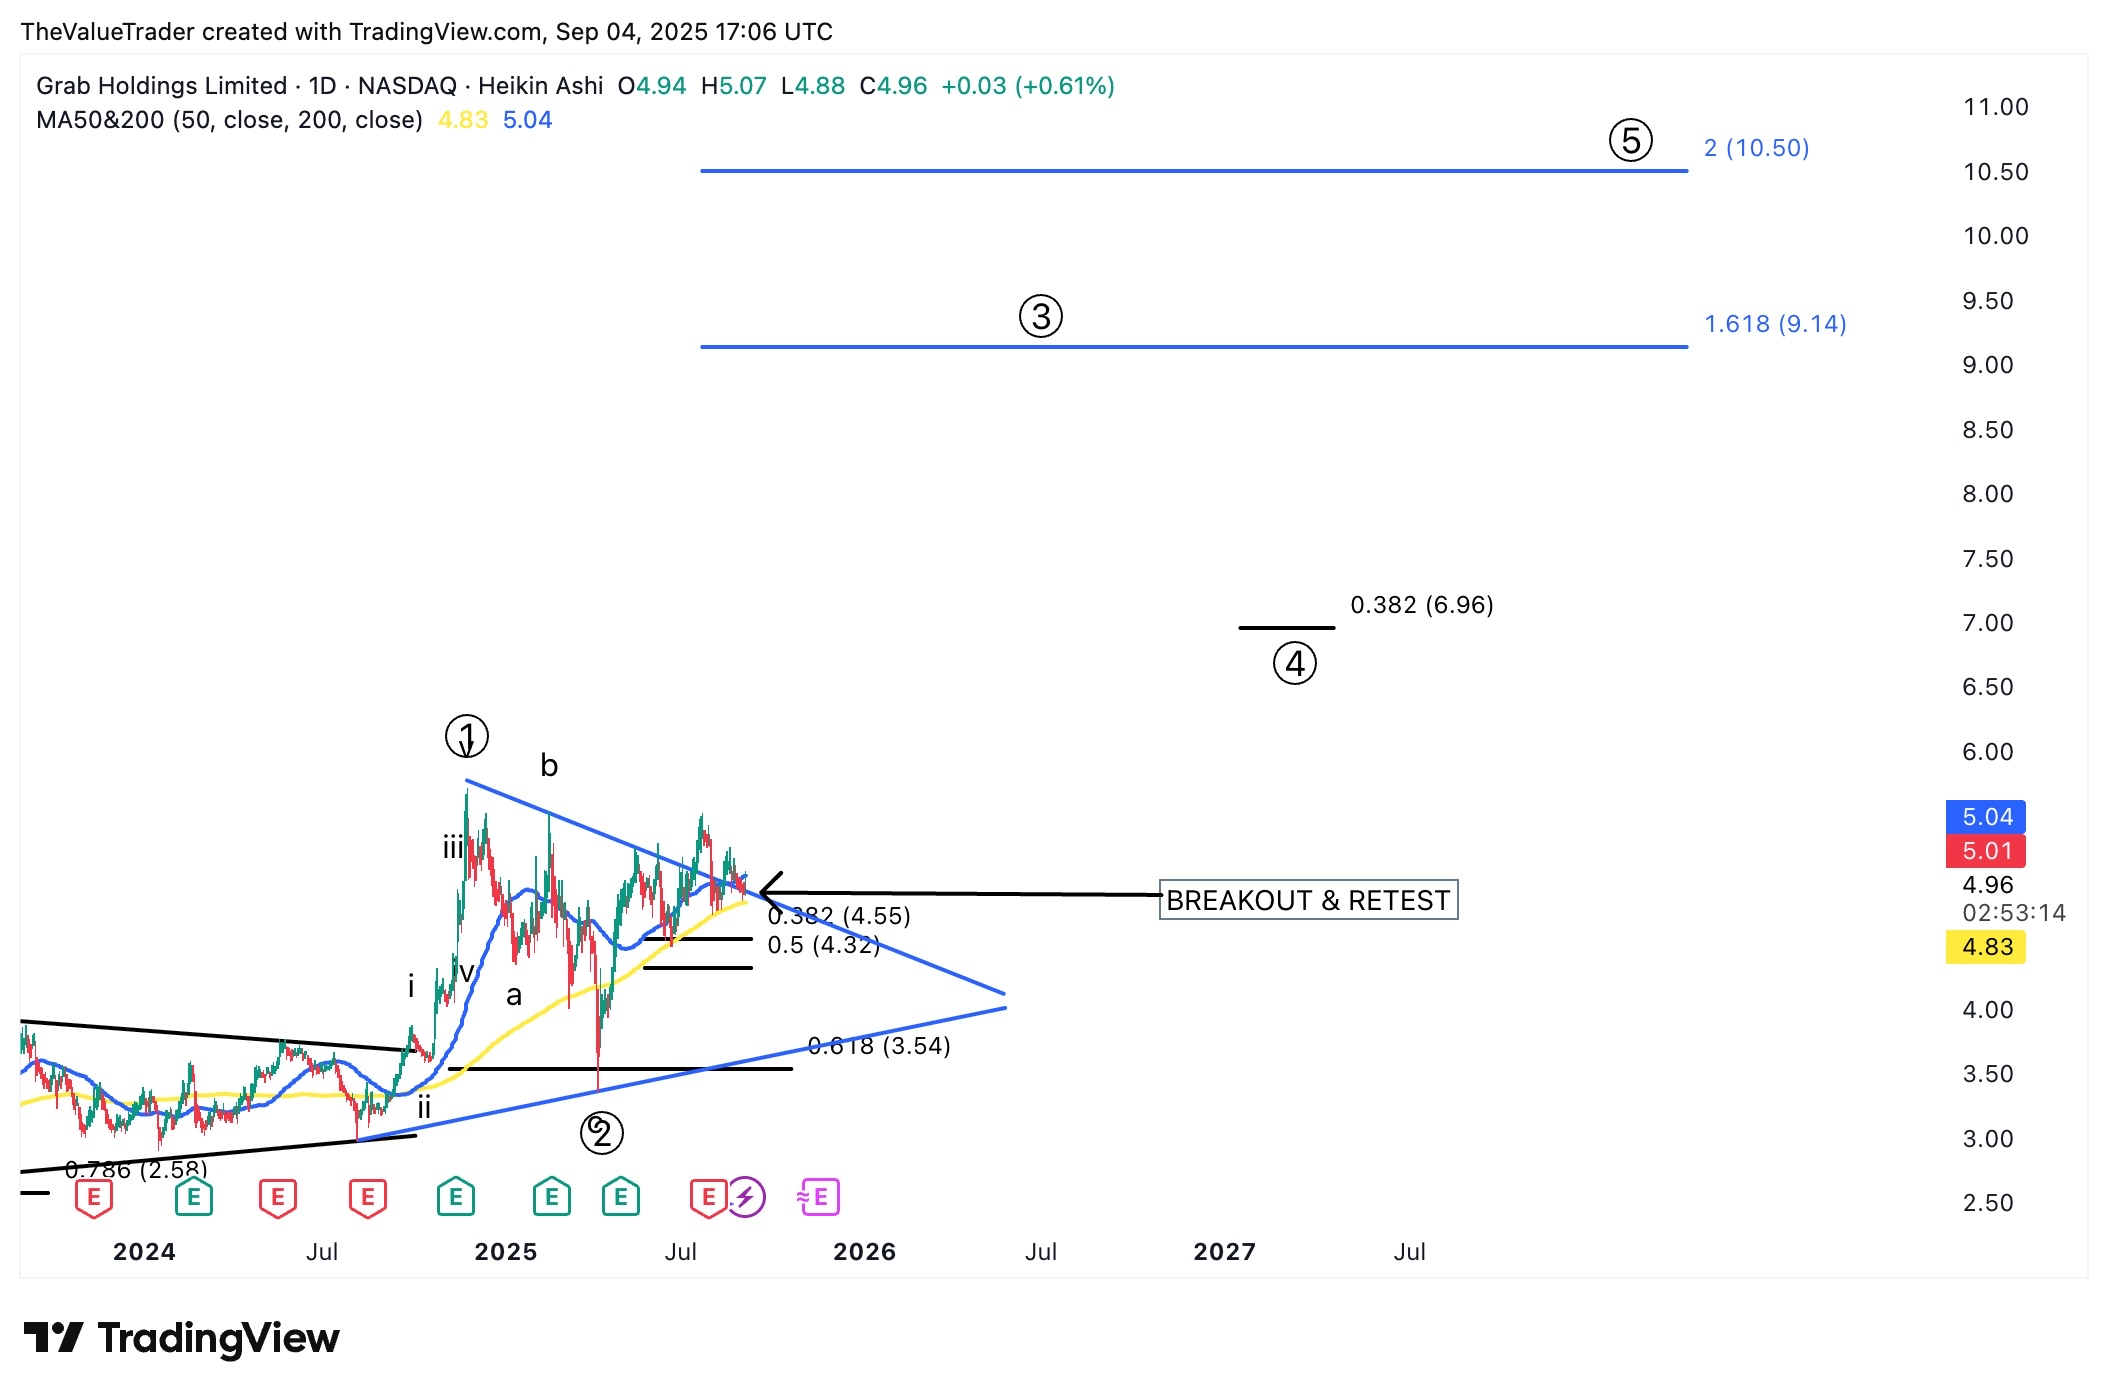 TheValueTrader created with TradingView.com, Sep 04, 2025 17:06 UTC
Grab Holdings Limited · 1D · NASDAQ · Heikin Ashi O4.94 H5.07 L4.88 C4.96 +0.03 (+0.61%)
MA50&200 (50, close, 200, close) 4.83 5.04
11.00
5
2 (10.50)
10.50
10.00
9.50
3
1.618 (9.14)
9.00
8.50
8.00
7.50
0.382 (6.96)
7.00
4
6.50
1
v
6.00
b
5.04
iii
5.01
4.96
BREAKOUT & RETEST
02:53:14
0.382 (4.55)
0.5 (4.32)
4.83
iv
i
a
4.00
0.618 (3.54)
3.50
ii
c
2
3.00
0.786 (2.58)
E
E
E
E
E
E
E
E
≈E
2.50
2024
Jul
2025
Jul
2026
Jul
2027
Jul
TradingView